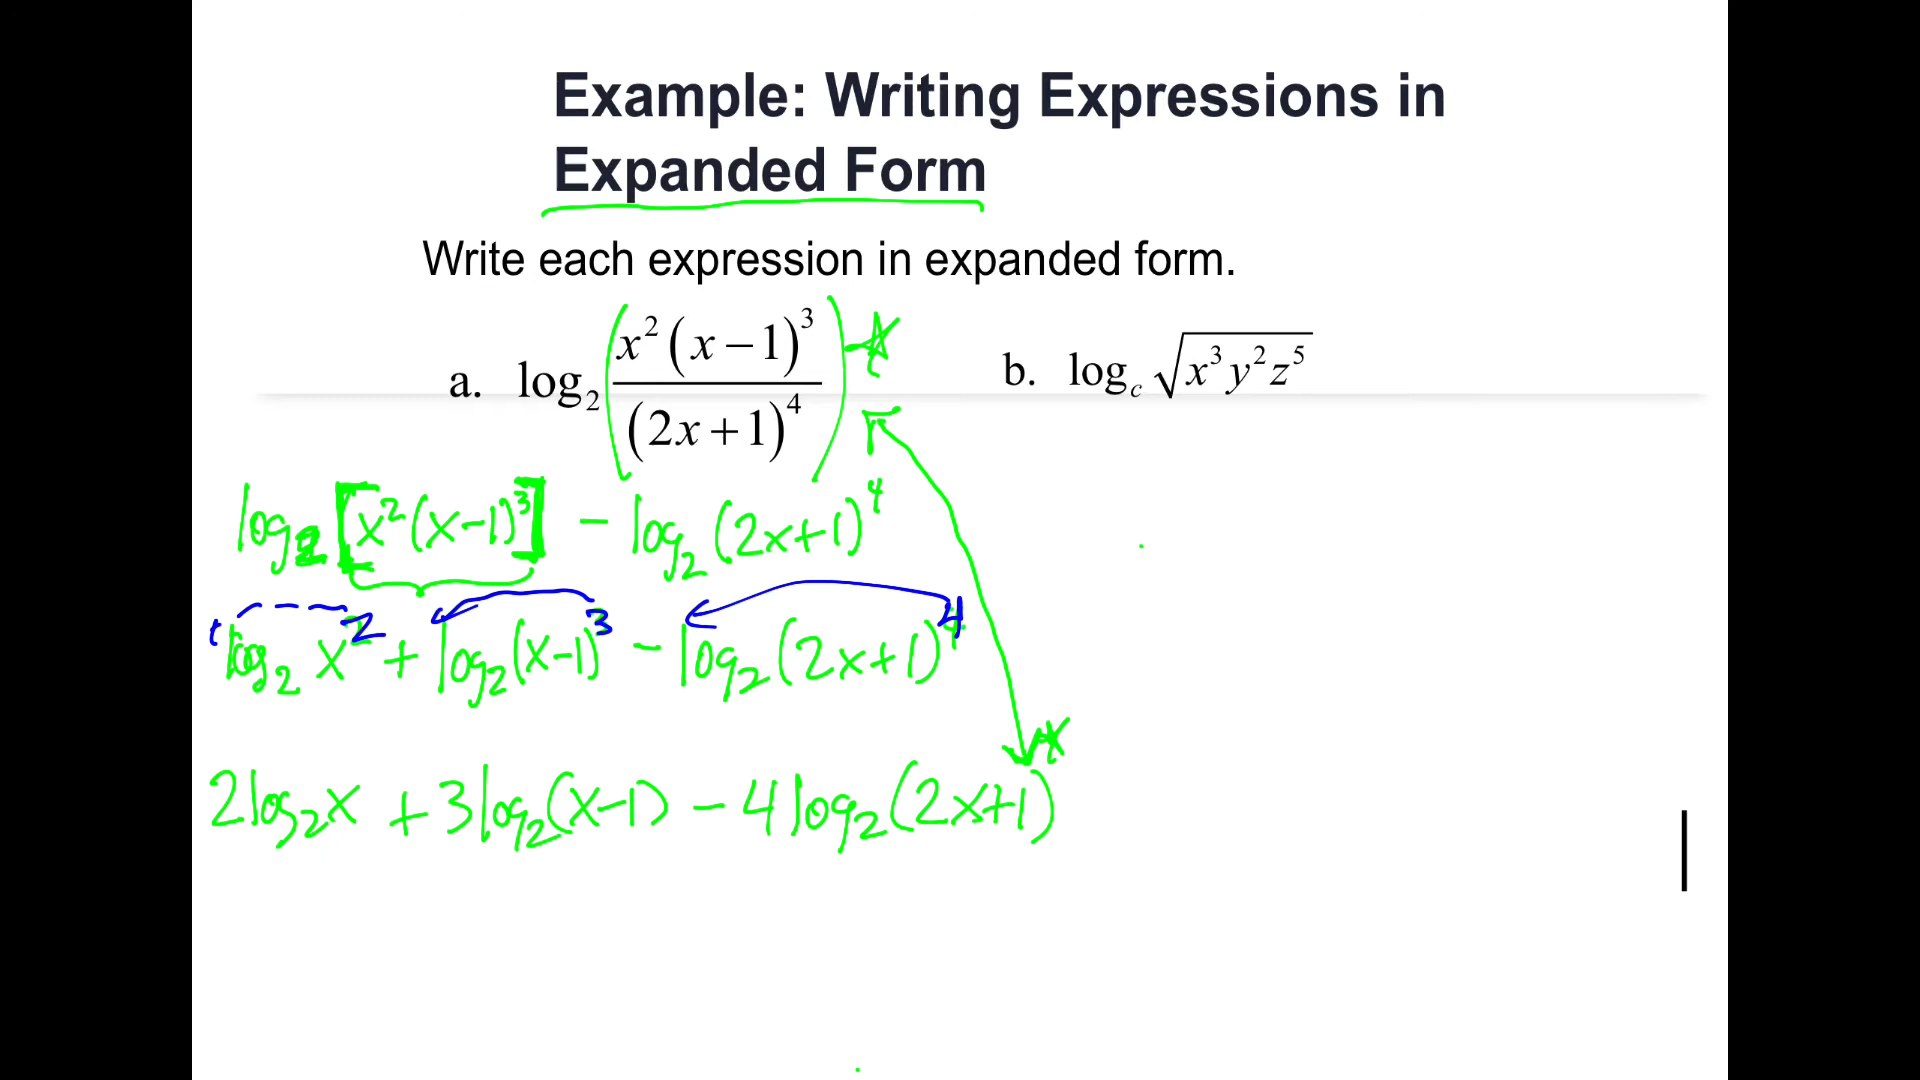 Example: Writing Expressions in
Expanded Form
Write each expression in expanded form.
a. log₂ (x²(x−1)³ / (2x+1)⁴)
b. log_c √(x³y²z⁵)
log₂ [x²(x−1)³] − log₂ (2x+1)⁴
log₂ x² + log₂(x−1)³ − log₂(2x+1)⁴
2log₂x + 3log₂(x−1) − 4log₂(2x+1)